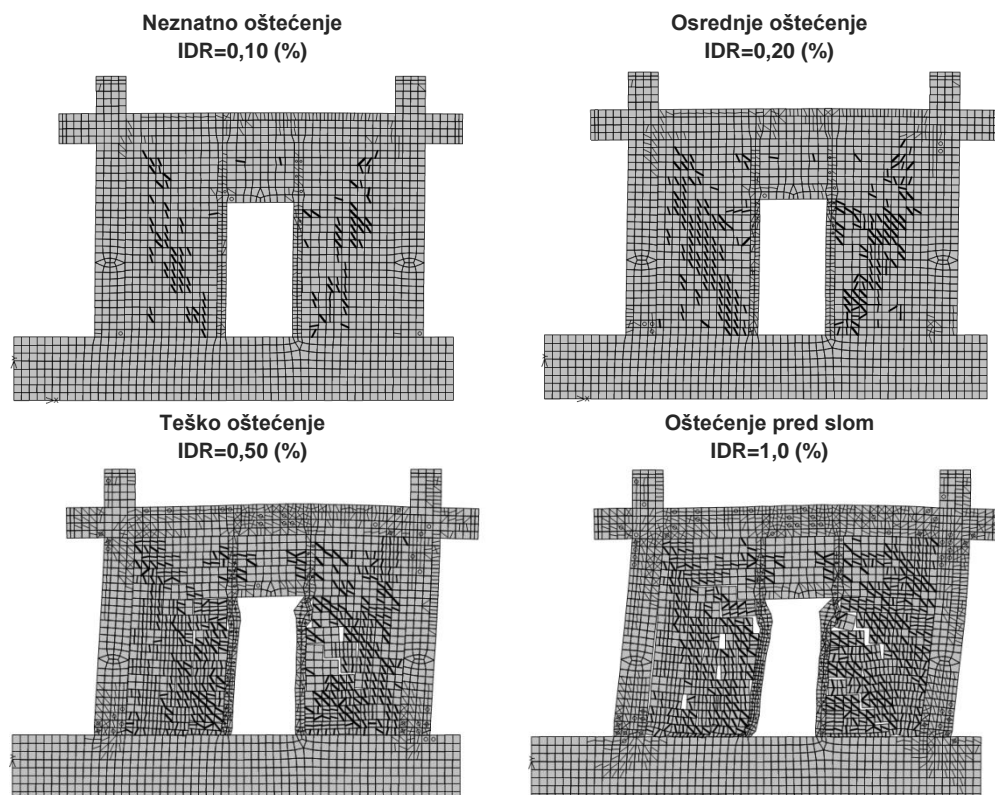 Neznatno oštećenje
IDR=0,10 (%)
Osrednje oštećenje
IDR=0,20 (%)
Teško oštećenje
IDR=0,50 (%)
Oštećenje pred slom
IDR=1,0 (%)